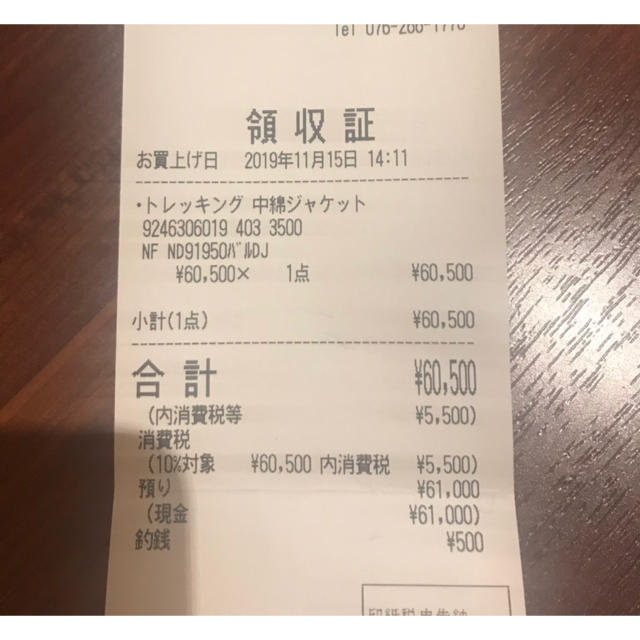 Tel 076-286-1770
領収証
お買上げ日 2019年11月15日 14:11
・トレッキング 中綿ジャケット
9246306019 403 3500
NF ND91950バルDJ
¥60,500× 1点 ¥60,500
小計(1点) ¥60,500
合計 ¥60,500
(内消費税等 ¥5,500)
消費税
(10%対象 ¥60,500 内消費税 ¥5,500)
預り ¥61,000
(現金 ¥61,000)
釣銭 ¥500